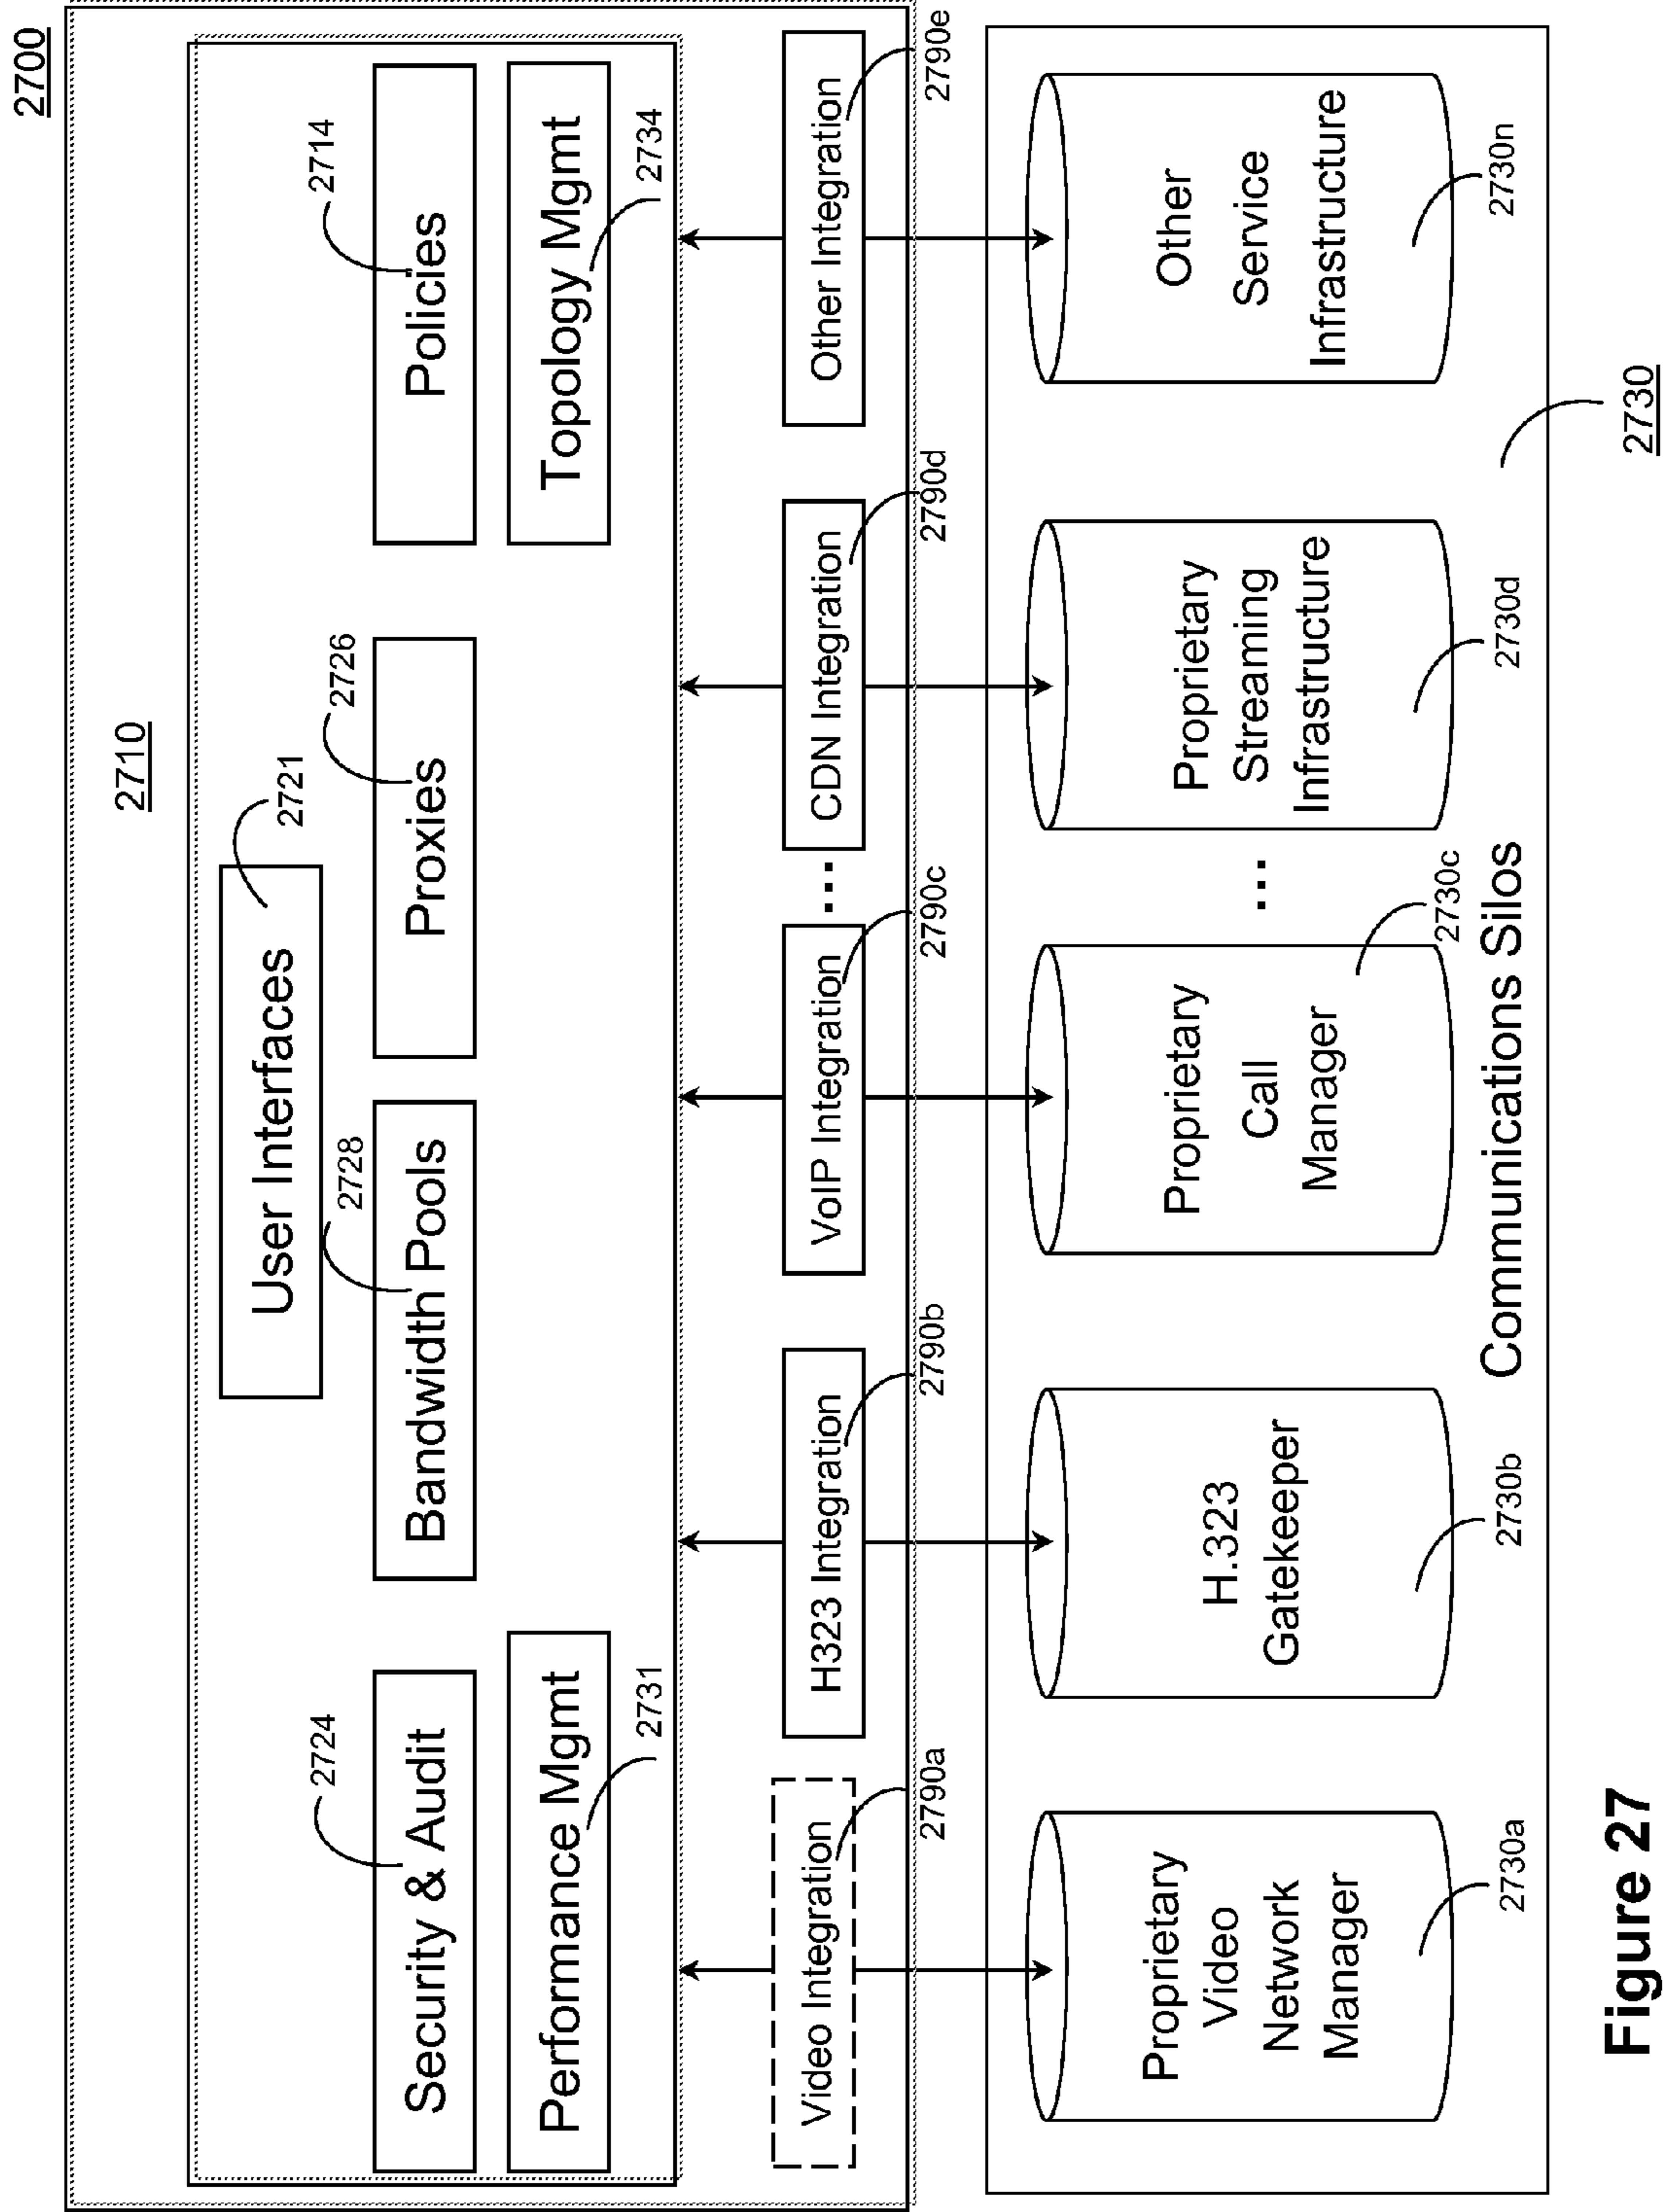 2700
2710
User Interfaces
2721
2724
2728
2726
2714
Security & Audit
Bandwidth Pools
Proxies
Policies
Performance Mgmt
2731
Topology Mgmt
2734
Video Integration
H323 Integration
VoIP Integration
...
CDN Integration
Other Integration
2790a
2790b
2790c
2790d
2790e
Proprietary
Video
Network
Manager
2730a
H.323
Gatekeeper
2730b
Proprietary
Call
Manager
2730c
...
Proprietary
Streaming
Infrastructure
2730d
Other
Service
Infrastructure
2730n
Communications Silos
2730
Figure 27